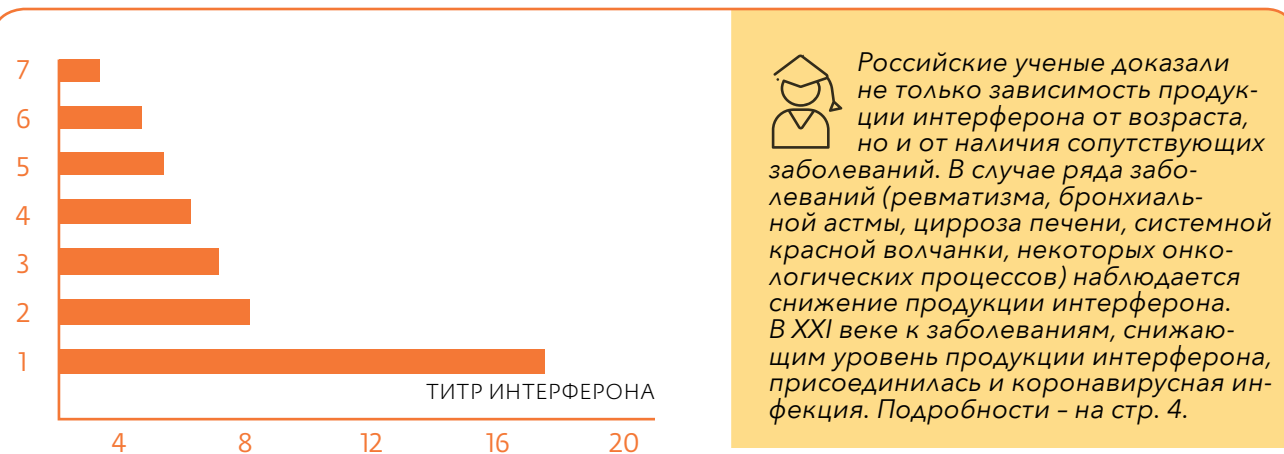 7
6
5
4
3
2
1
ТИТР ИНТЕРФЕРОНА
4 8 12 16 20
Российские ученые доказали
не только зависимость продук-
ции интерферона от возраста,
но и от наличия сопутствующих
заболеваний. В случае ряда забо-
леваний (ревматизма, бронхиаль-
ной астмы, цирроза печени, системной
красной волчанки, некоторых онко-
логических процессов) наблюдается
снижение продукции интерферона.
В XXI веке к заболеваниям, снижаю-
щим уровень продукции интерферона,
присоединилась и коронавирусная ин-
фекция. Подробности – на стр. 4.